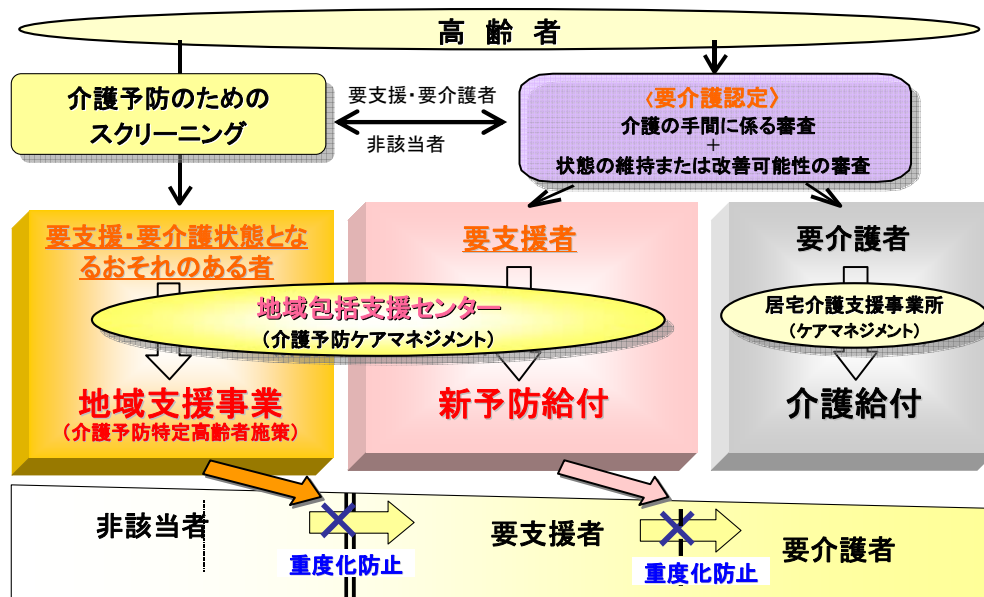 高齢者
介護予防のための
スクリーニング
要支援・要介護者
非該当者
〈要介護認定〉
介護の手間に係る審査
+
状態の維持または改善可能性の審査
要支援・要介護状態とな
るおそれのある者
要支援者
要介護者
地域包括支援センター
(介護予防ケアマネジメント)
居宅介護支援事業所
(ケアマネジメント)
地域支援事業
(介護予防特定高齢者施策)
新予防給付
介護給付
非該当者
重度化防止
要支援者
重度化防止
要介護者